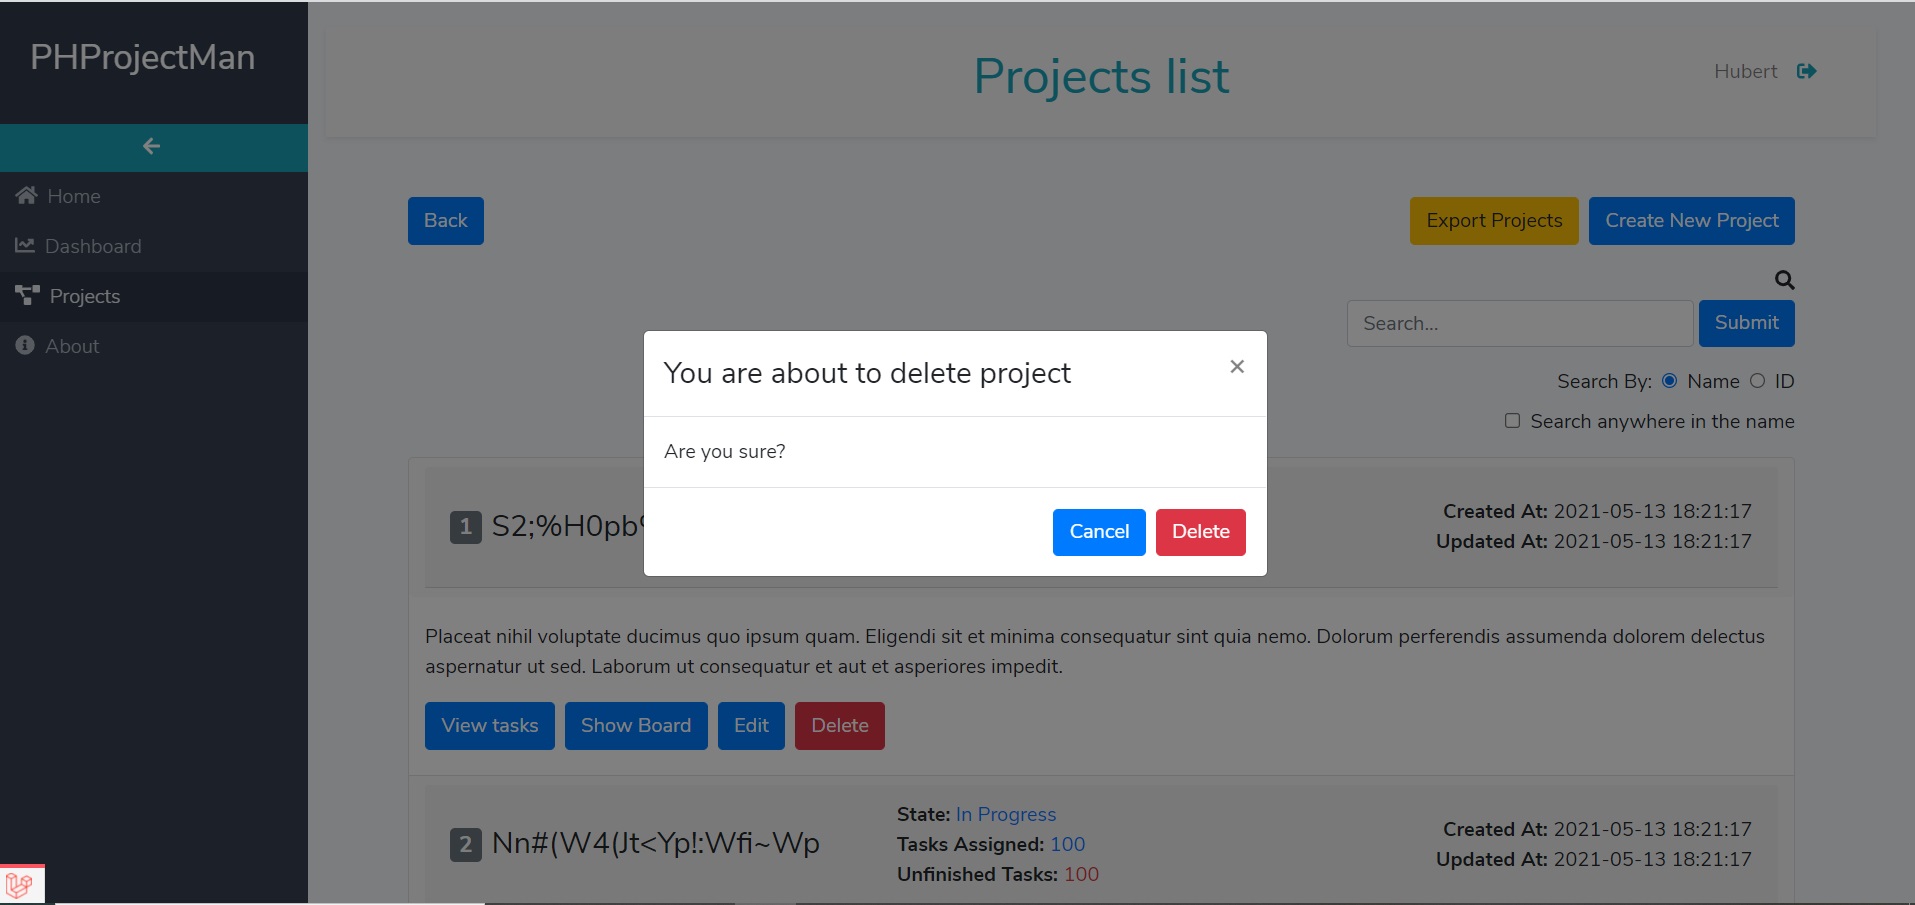 PHProjectMan
Projects list
Hubert
Home
Dashboard
Projects
About
Back
Export Projects
Create New Project
Search...
Submit
Search By: Name ID
Search anywhere in the name
You are about to delete project
×
Are you sure?
Cancel
Delete
1
Created At: 2021-05-13 18:21:17
Updated At: 2021-05-13 18:21:17
Placeat nihil voluptate ducimus quo ipsum quam. Eligendi sit et minima consequatur sint quia nemo. Dolorum perferendis assumenda dolorem delectus
aspernatur ut sed. Laborum ut consequatur et aut et asperiores impedit.
View tasks
Show Board
Edit
Delete
2 Nn#(W4(Jt<Yp!:Wfi~Wp
State: In Progress
Tasks Assigned: 100
Unfinished Tasks: 100
Created At: 2021-05-13 18:21:17
Updated At: 2021-05-13 18:21:17